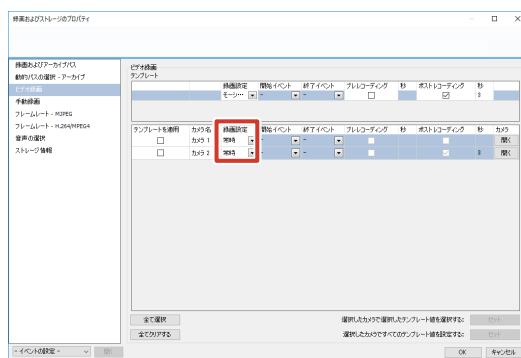 録画およびストレージのプロパティ
録画およびアーカイブパス
動的パスの選択 - アーカイブ
ビデオ録画
手動録画
フレームレート - MJPEG
フレームレート - H.264/MPEG4
音声の選択
ストレージ情報
ビデオ録画
テンプレート
録画設定 開始イベント 終了イベント プレレコーディング 秒 ポストレコーディング 秒
モーシ… - - 3
テンプレートを適用 カメラ名 録画設定 開始イベント 終了イベント プレレコーディング 秒 ポストレコーディング 秒 カメラ
カメラ 1 常時 - - 開く
カメラ 2 常時 - - 3 開く
全て選択 選択したカメラで選択したテンプレート値を選択する: セット
全てクリアする 選択したカメラですべてのテンプレート値を設定する: セット
- イベントの設定 - 開く OK キャンセル